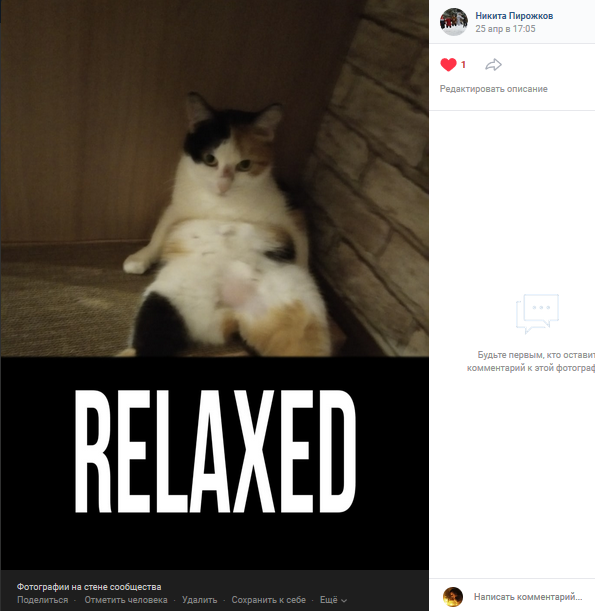 Никита Пирожков
25 апр в 17:05
1
Редактировать описание
Будьте первым, кто оставит
комментарий к этой фотограф
RELAXED
Фотографии на стене сообщества
Поделиться · Отметить человека · Удалить · Сохранить к себе · Ещё
Написать комментарий...